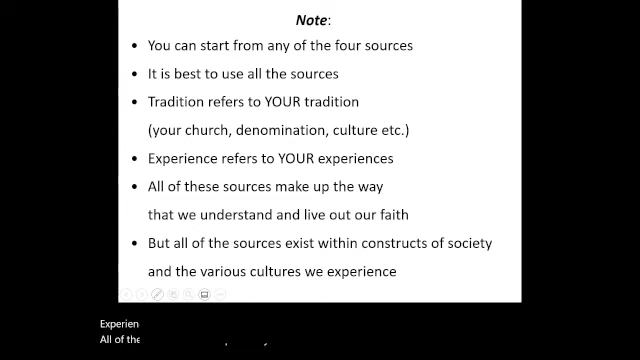 Note:
• You can start from any of the four sources
• It is best to use all the sources
• Tradition refers to YOUR tradition
(your church, denomination, culture etc.)
• Experience refers to YOUR experiences
• All of these sources make up the way
that we understand and live out our faith
• But all of the sources exist within constructs of society
and the various cultures we experience
All of